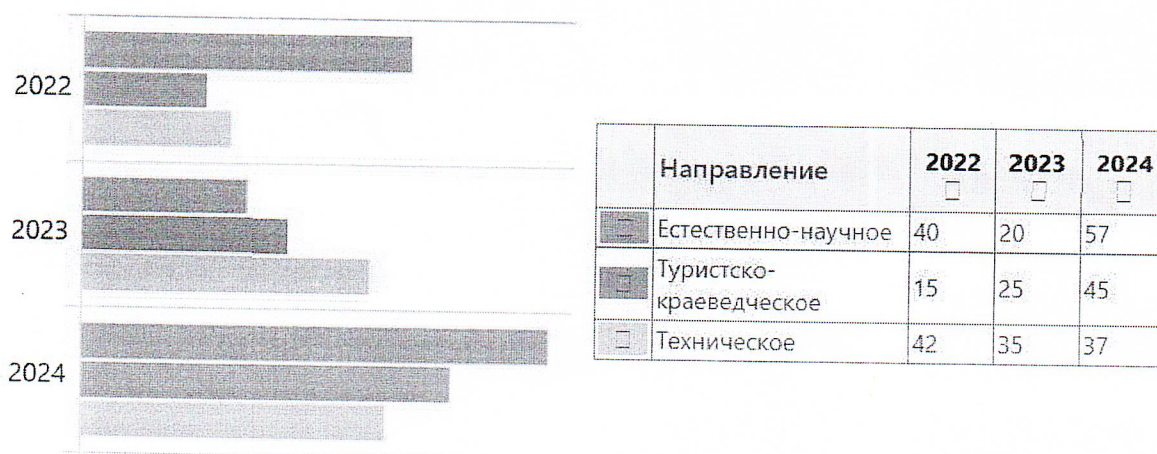 2022
2023
2024
Направление 2022 2023 2024
Естественно-научное 40 20 57
Туристско-
краеведческое 15 25 45
Техническое 42 35 37